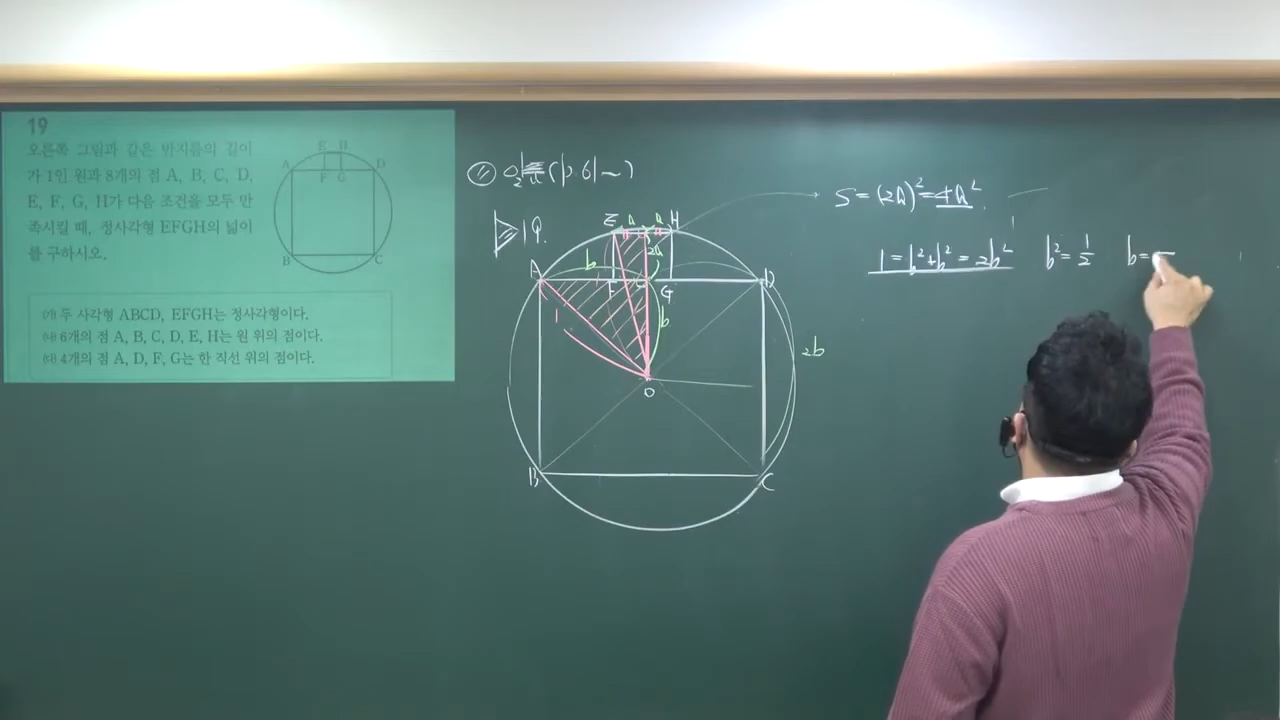 19
오른쪽 그림과 같은 반지름의 길이
가 1인 원과 8개의 점 A, B, C, D,
E, F, G, H가 다음 조건을 모두 만
족시킬 때, 정사각형 EFGH의 넓이
를 구하시오.
E H
A D
F G
B C
(가) 두 사각형 ABCD, EFGH는 정사각형이다.
(나) 6개의 점 A, B, C, D, E, H는 원 위의 점이다.
(다) 4개의 점 A, D, F, G는 한 직선 위의 점이다.
(p.61~)
19.
E a a H
2a
b
A F G D
1 b
2b
O
B C
S = (2a)² = 4a²
1 = b² + b² = 2b² b² = 1/2 b =